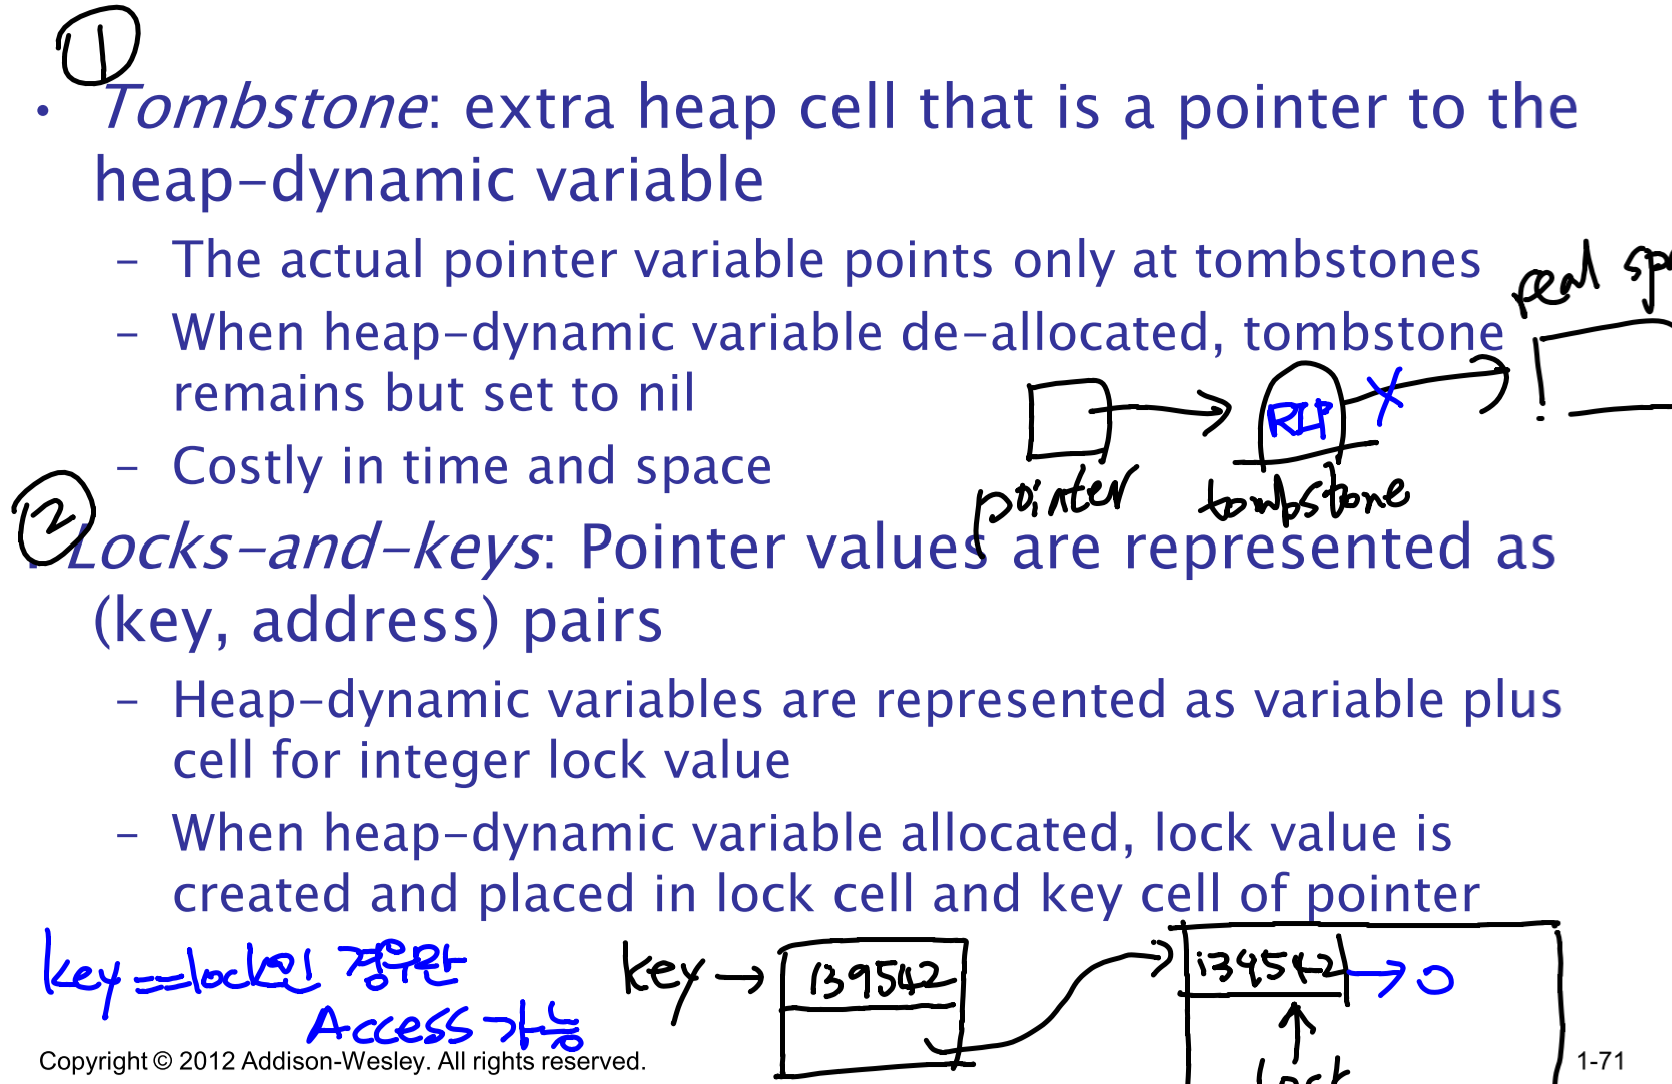 ①
• Tombstone: extra heap cell that is a pointer to the
heap-dynamic variable
– The actual pointer variable points only at tombstones
real
– When heap-dynamic variable de-allocated, tombstone
remains but set to nil
RIP
– Costly in time and space
pointer
tombstone
②
• Locks-and-keys: Pointer values are represented as
(key, address) pairs
– Heap-dynamic variables are represented as variable plus
cell for integer lock value
– When heap-dynamic variable allocated, lock value is
created and placed in lock cell and key cell of pointer
key==lock인 경우만
Access 가능
key → 139542
139542 → 0
lock
Copyright © 2012 Addison-Wesley. All rights reserved.
1-71